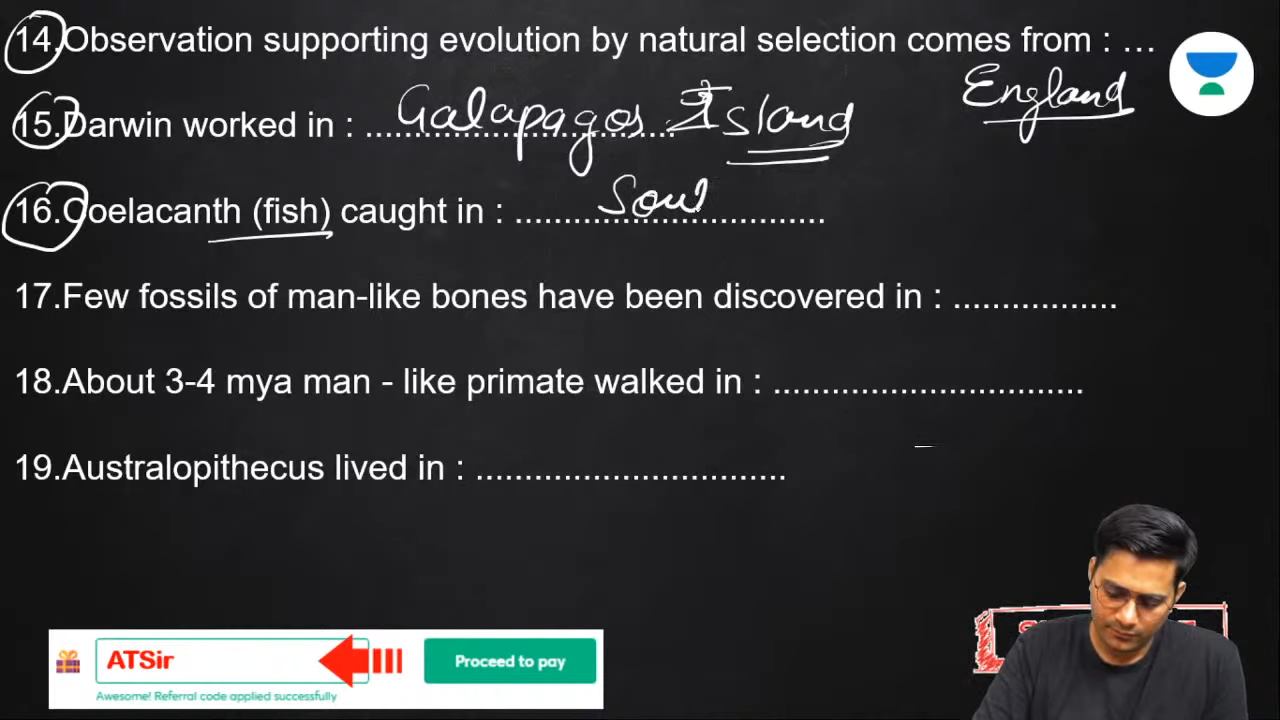 14.Observation supporting evolution by natural selection comes from : ...
England
15.Darwin worked in : ................................ Galapagos Island
16.Coelacanth (fish) caught in : ................................ Sou
17.Few fossils of man-like bones have been discovered in : .................
18.About 3-4 mya man - like primate walked in : ................................
19.Australopithecus lived in : ................................
ATSir
Proceed to pay
Awesome! Referral code applied successfully